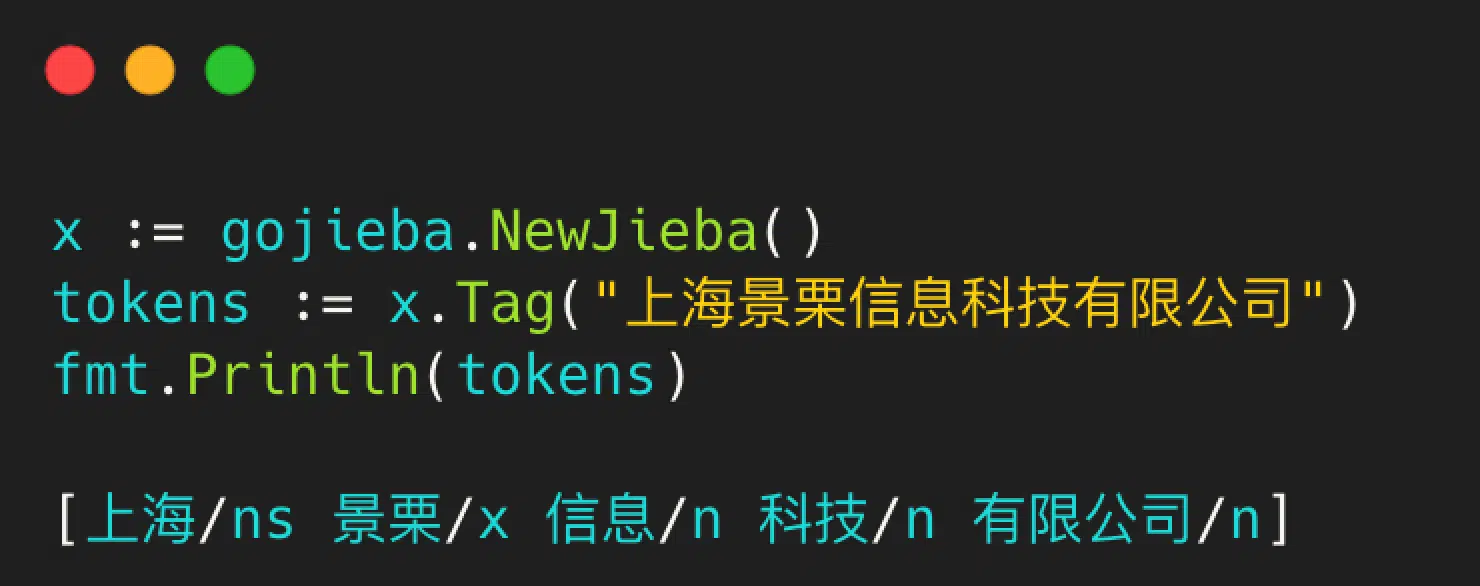 x := gojieba.NewJieba()
tokens := x.Tag("上海景栗信息科技有限公司")
fmt.Println(tokens)
[上海/ns 景栗/x 信息/n 科技/n 有限公司/n]